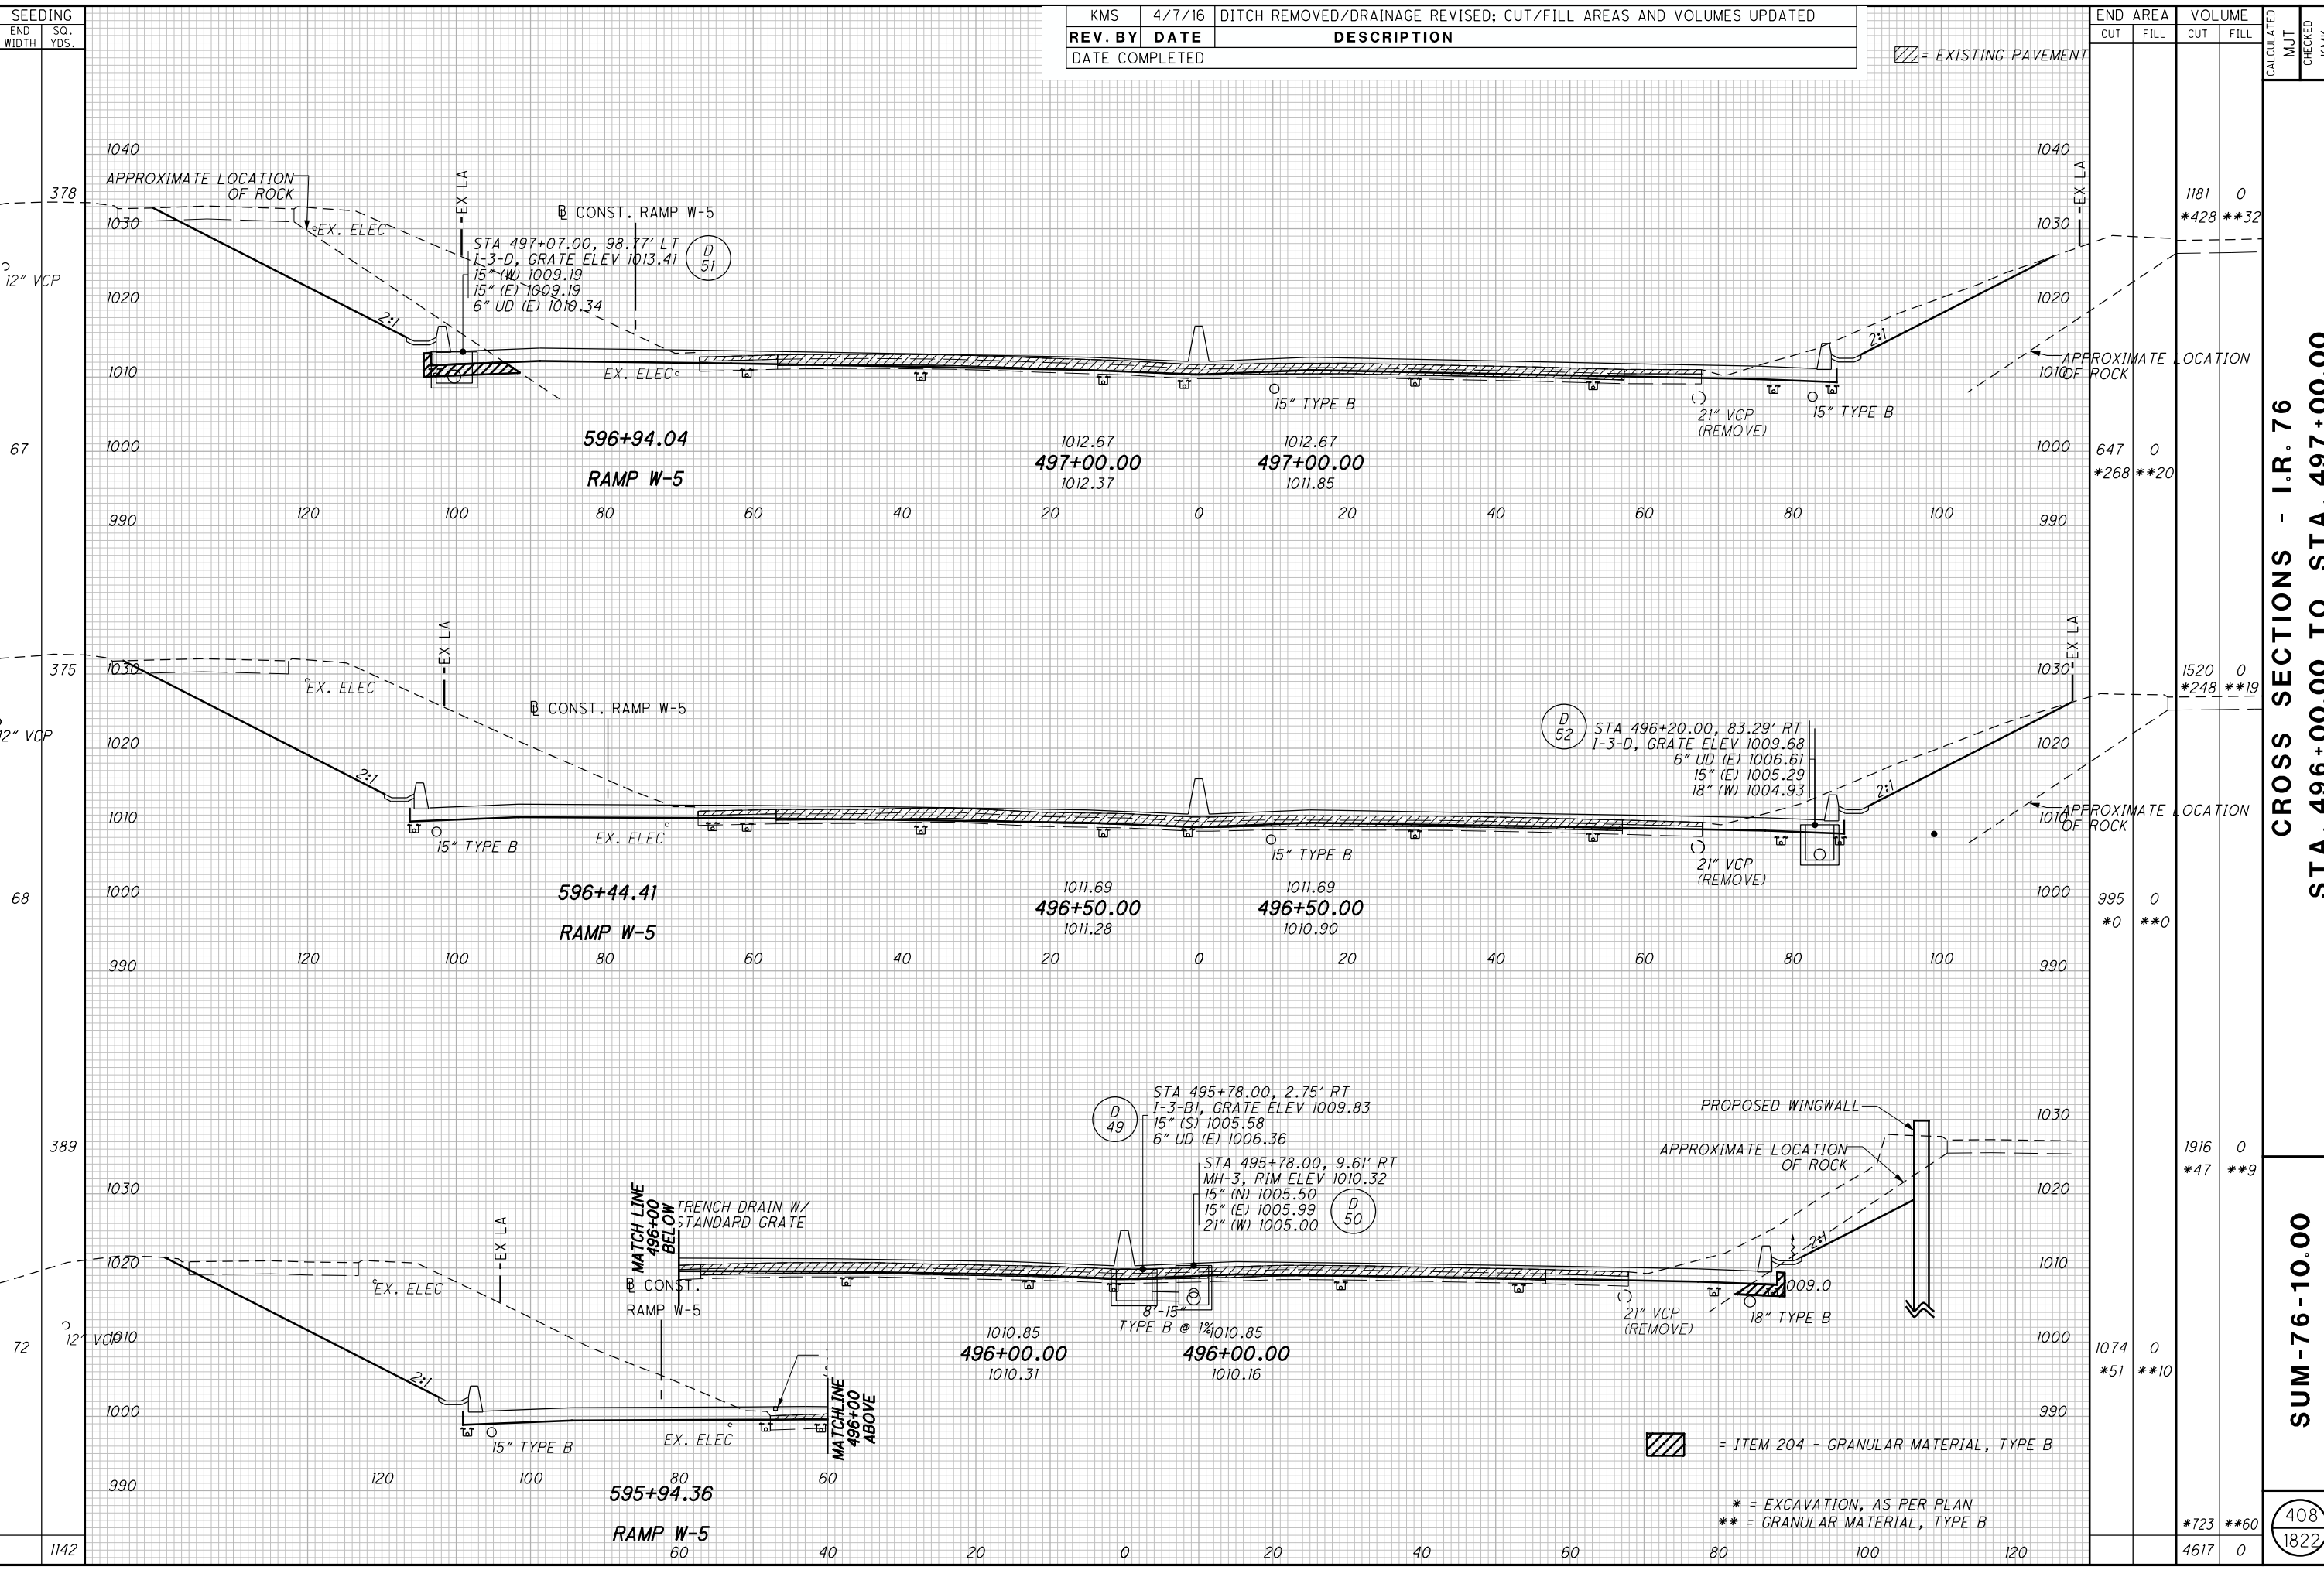 SEEDING
END WIDTH
SQ. YDS.
KMS 4/7/16 DITCH REMOVED/DRAINAGE REVISED; CUT/FILL AREAS AND VOLUMES UPDATED
REV. BY DATE DESCRIPTION
DATE COMPLETED
= EXISTING PAVEMENT
END AREA VOLUME
CUT FILL CUT FILL
CALCULATED
MJT
CHECKED
1040
1040
378
APPROXIMATE LOCATION
OF ROCK
EX LA
EX LA
1181 0
*428 **32
1030
EX. ELEC
℄ CONST. RAMP W-5
1030
STA 497+07.00, 98.77' LT
I-3-D, GRATE ELEV 1013.41
15" (W) 1009.19
15" (E) 1009.19
6" UD (E) 1010.34
D
51
12" VCP
1020
1020
2:1
2:1
APPROXIMATE LOCATION
OF ROCK
1010
EX. ELEC
1010
15" TYPE B
21" VCP
(REMOVE)
15" TYPE B
67
1000
596+94.04
RAMP W-5
1012.67
497+00.00
1012.37
1012.67
497+00.00
1011.85
1000
647 0
*268 **20
990
120 100 80 60 40 20 0 20 40 60 80 100
990
375
1030
EX LA
EX. ELEC
℄ CONST. RAMP W-5
EX LA
1030
1520 0
*248 **19
12" VCP
1020
D
52
STA 496+20.00, 83.29' RT
I-3-D, GRATE ELEV 1009.68
6" UD (E) 1006.61
15" (E) 1005.29
18" (W) 1004.93
1020
2:1
2:1
APPROXIMATE LOCATION
OF ROCK
1010
1010
15" TYPE B
EX. ELEC
15" TYPE B
21" VCP
(REMOVE)
68
1000
596+44.41
RAMP W-5
1011.69
496+50.00
1011.28
1011.69
496+50.00
1010.90
1000
995 0
*0 **0
990
120 100 80 60 40 20 0 20 40 60 80 100
990
D
49
STA 495+78.00, 2.75' RT
I-3-B1, GRATE ELEV 1009.83
15" (S) 1005.58
6" UD (E) 1006.36
PROPOSED WINGWALL
1030
389
APPROXIMATE LOCATION
OF ROCK
1916 0
*47 **9
STA 495+78.00, 9.61' RT
MH-3, RIM ELEV 1010.32
15" (N) 1005.50
15" (E) 1005.99
21" (W) 1005.00
D
50
1030
1020
MATCH LINE
496+00
BELOW
TRENCH DRAIN W/
STANDARD GRATE
EX LA
1020
1010
2:1
EX. ELEC
℄ CONST.
RAMP W-5
8'-15"
TYPE B @ 1%
21" VCP
(REMOVE)
1009.0
18" TYPE B
12" VCP
1010
1000
72
1010.85
496+00.00
1010.31
1010.85
496+00.00
1010.16
1074 0
*51 **10
2:1
MATCHLINE
496+00
ABOVE
1000
990
15" TYPE B
EX. ELEC
= ITEM 204 - GRANULAR MATERIAL, TYPE B
120 100 80 60
990
595+94.36
RAMP W-5
* = EXCAVATION, AS PER PLAN
** = GRANULAR MATERIAL, TYPE B
*723 **60
1142
60 40 20 0 20 40 60 80 100 120
4617 0
CROSS SECTIONS - I.R. 76
STA. 496+00.00 TO STA. 497+00.00
SUM-76-10.00
408
1822